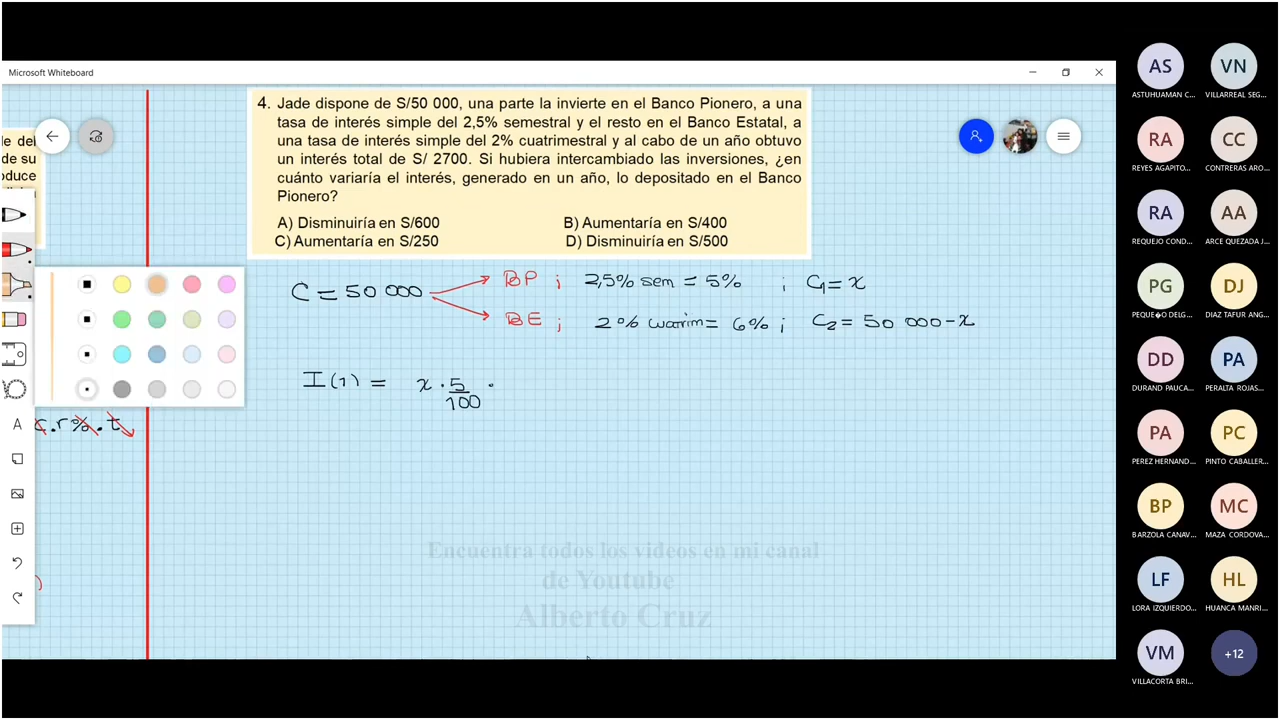 Microsoft Whiteboard
4. Jade dispone de S/50 000, una parte la invierte en el Banco Pionero, a una
tasa de interés simple del 2,5% semestral y el resto en el Banco Estatal, a
una tasa de interés simple del 2% cuatrimestral y al cabo de un año obtuvo
un interés total de S/ 2700. Si hubiera intercambiado las inversiones, ¿en
cuánto variaría el interés, generado en un año, lo depositado en el Banco
Pionero?
A) Disminuiría en S/600 B) Aumentaría en S/400
C) Aumentaría en S/250 D) Disminuiría en S/500
de su
C = 50 000
BP ; 2,5% sem = 5% ; C1 = x
BE ; 2% = 6% ; C2 = 50 000 - x
I(1) = x . 5/100 .
.r%.t
A
Encuentra todos los videos en mi canal
de Youtube
Alberto Cruz
AS VN
ASTUHUAMAN C... VILLARREAL SEG...
RA CC
REYES AGAPITO... CONTRERAS ARO...
RA AA
REQUEJO COND... ARCE QUEZADA J...
PG DJ
PEQUE�O DELG... DIAZ TAFUR ANG...
DD PA
DURAND PAUCA... PERALTA ROJAS...
PA PC
PEREZ HERNAND... PINTO CABALLER...
BP MC
BARZOLA CANAV... MAZA CORDOVA...
LF HL
LORA IZQUIERDO... HUANCA MANRI...
VM +12
VILLACORTA BRI...